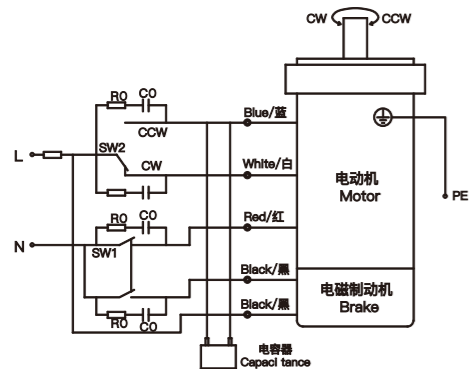 CW CCW
R0 C0
Blue/蓝
CCW
SW2
L
CW
White/白
电动机
Motor
PE
R0 C0
Red/红
N
SW1
Black/黑
电磁制动机
Brake
Black/黑
R0 C0
电容器
Capaci tance